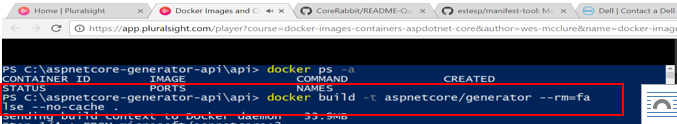 Home | Pluralsight
Docker Images and C
CoreRabbit/README-Qu
estesp/manifest-tool: M
Dell | Contact a Dell
https://app.pluralsight.com/player?course=docker-images-containers-aspdotnet-core&author=wes-mcclure&name=docker-image
PS C:\aspnetcore-generator-api\api> docker ps -a
CONTAINER ID IMAGE COMMAND CREATED
STATUS PORTS NAMES
PS C:\aspnetcore-generator-api\api> docker build -t aspnetcore/generator --rm=fa
lse --no-cache .
Sending build context to Docker daemon 33.9MB